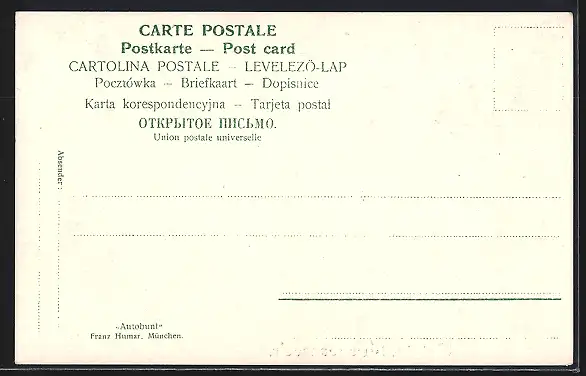 CARTE POSTALE
Postkarte — Post card
CARTOLINA POSTALE – LEVELEZŐ-LAP
Pocztówka – Briefkaart – Dopisnice
Karta korespondencyjna – Tarjeta postal
ОТКРЫТОЕ ПИСЬМО.
Union postale universelle
Absender:
„Autobunt“
Franz Humar, München.